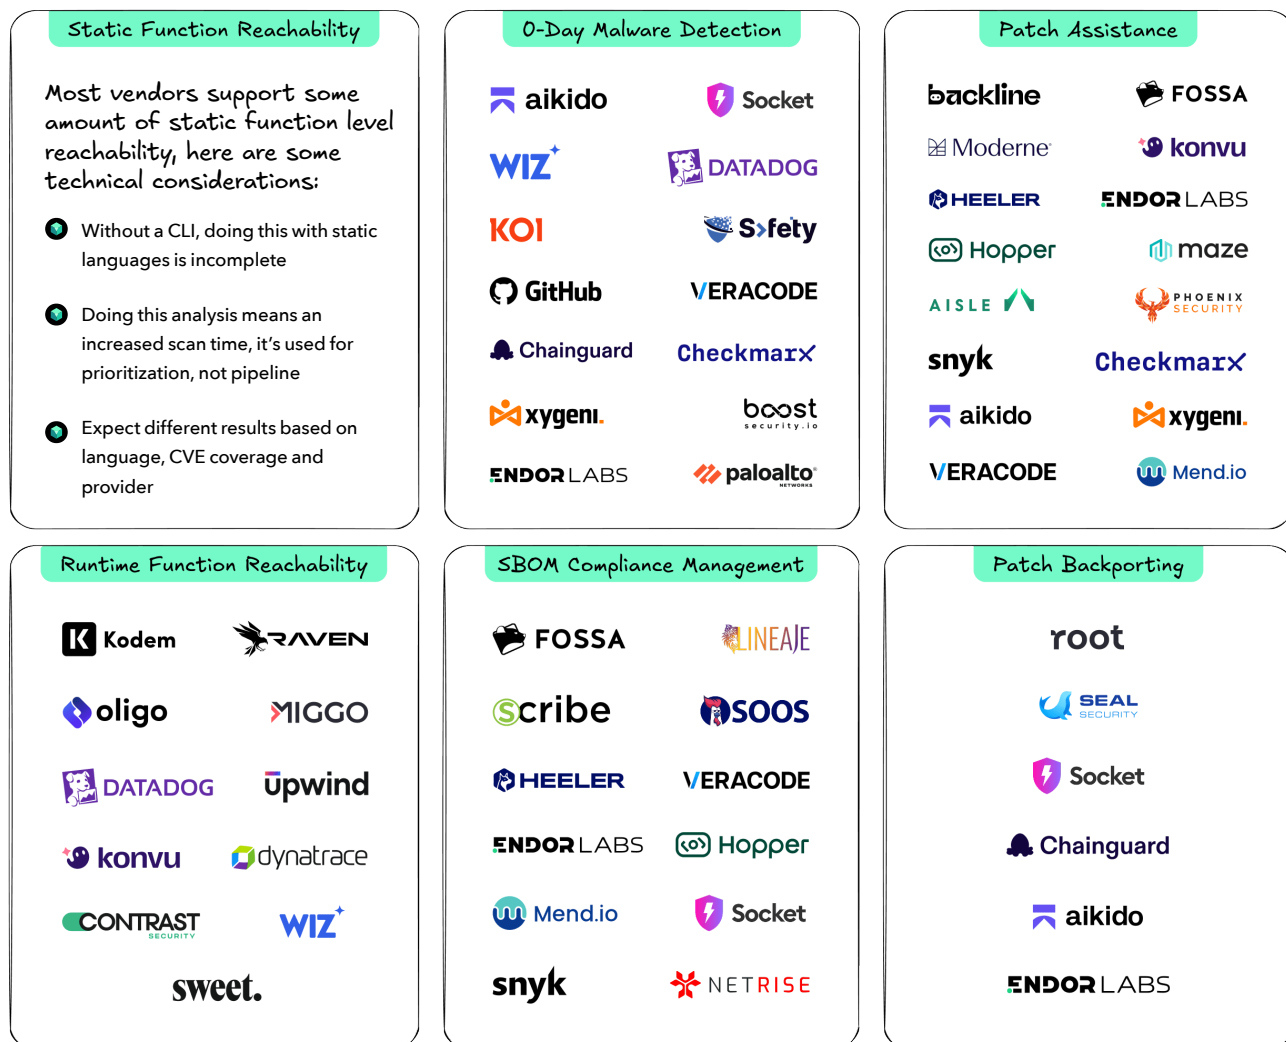 Static Function Reachability
Most vendors support some
amount of static function level
reachability, here are some
technical considerations:
Without a CLI, doing this with static
languages is incomplete
Doing this analysis means an
increased scan time, it's used for
prioritization, not pipeline
Expect different results based on
language, CVE coverage and
provider
0-Day Malware Detection
aikido
Socket
WIZ
DATADOG
KOI
Safety
GitHub
VERACODE
Chainguard
Checkmarx
xygeni.
boost
security.io
ENDOR LABS
paloalto®
NETWORKS
Patch Assistance
backline
FOSSA
Moderne
konvu
HEELER
ENDOR LABS
Hopper
maze
AISLE
PHOENIX
SECURITY
snyk
Checkmarx
aikido
xygeni.
VERACODE
Mend.io
Runtime Function Reachability
Kodem
RAVEN
oligo
MIGGO
DATADOG
upwind
konvu
dynatrace
CONTRAST
SECURITY
WIZ
sweet.
SBOM Compliance Management
FOSSA
LINEAJE
scribe
SOOS
HEELER
VERACODE
ENDOR LABS
Hopper
Mend.io
Socket
snyk
NETRISE
Patch Backporting
root
SEAL
SECURITY
Socket
Chainguard
aikido
ENDOR LABS